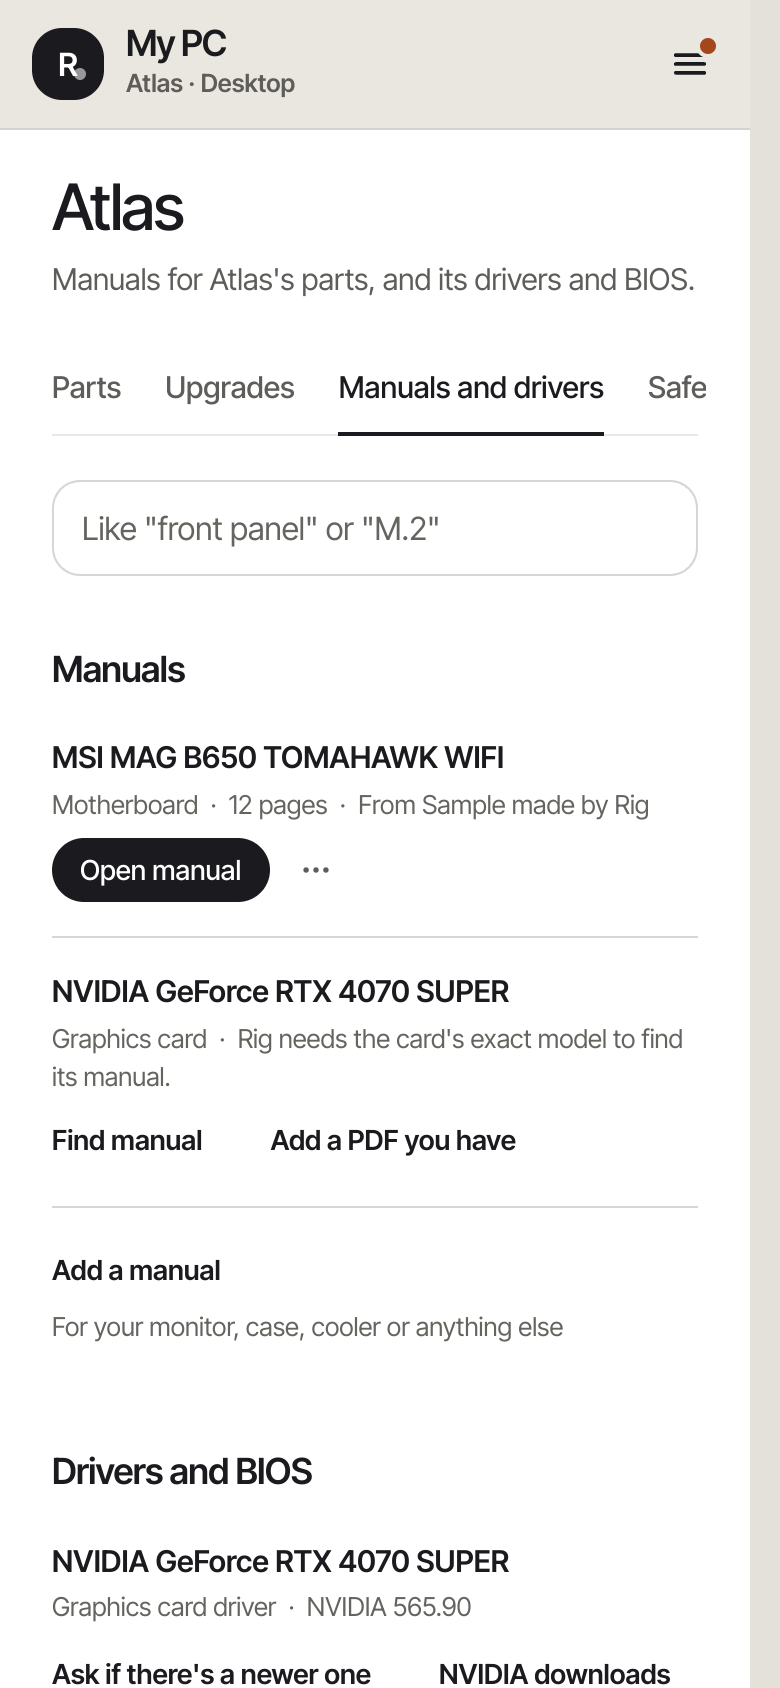 R
My PC
Atlas · Desktop
Atlas
Manuals for Atlas's parts, and its drivers and BIOS.
Parts Upgrades Manuals and drivers Safe
Like "front panel" or "M.2"
Manuals
MSI MAG B650 TOMAHAWK WIFI
Motherboard · 12 pages · From Sample made by Rig
Open manual ···
NVIDIA GeForce RTX 4070 SUPER
Graphics card · Rig needs the card's exact model to find
its manual.
Find manual Add a PDF you have
Add a manual
For your monitor, case, cooler or anything else
Drivers and BIOS
NVIDIA GeForce RTX 4070 SUPER
Graphics card driver · NVIDIA 565.90
Ask if there's a newer one NVIDIA downloads